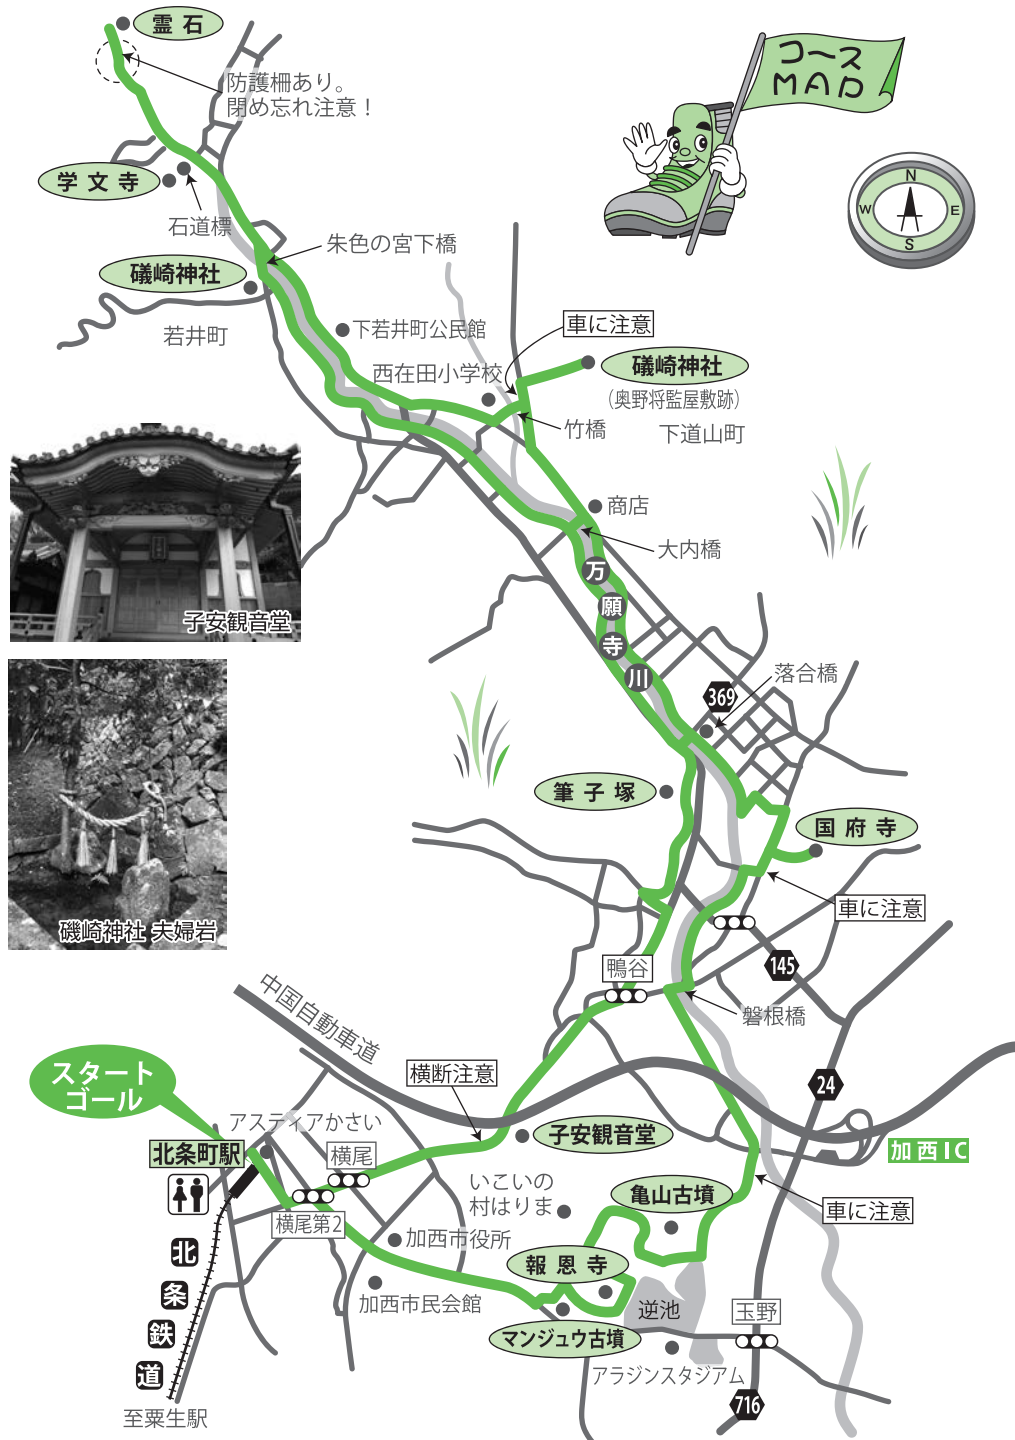 霊石
防護柵あり。
閉め忘れ注意！
コース
MAP
N
W
E
S
学文寺
石道標
朱色の宮下橋
礒崎神社
若井町
下若井町公民館
車に注意
西在田小学校
礒崎神社
（奥野将監屋敷跡）
竹橋
下道山町
商店
大内橋
万
願
寺
川
子安観音堂
落合橋
369
筆子塚
国府寺
車に注意
礒崎神社 夫婦岩
145
鴨谷
磐根橋
中国自動車道
スタート
ゴール
横断注意
24
アスティアかさい
子安観音堂
加西IC
北条町駅
横尾
いこいの
村はりま
亀山古墳
車に注意
横尾第2
加西市役所
北
条
鉄
道
報恩寺
加西市民会館
逆池
玉野
マンジュウ古墳
アラジンスタジアム
716
至粟生駅